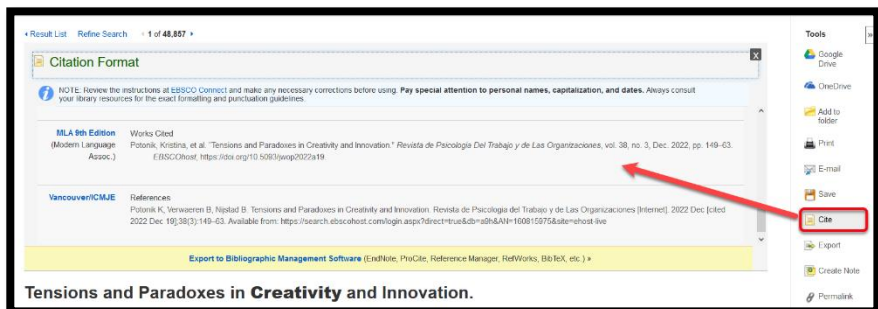 Result List Refine Search 1 of 48,857
Citation Format
X
NOTE: Review the instructions at EBSCO Connect and make any necessary corrections before using. Pay special attention to personal names, capitalization, and dates. Always consult
your library resources for the exact formatting and punctuation guidelines.
MLA 9th Edition
(Modern Language
Assoc.)
Works Cited
Potonik, Kristina, et al. "Tensions and Paradoxes in Creativity and Innovation." Revista de Psicologia Del Trabajo y de Las Organizaciones, vol. 38, no. 3, Dec. 2022, pp. 149–63.
EBSCOhost, https://doi.org/10.5093/jwop2022a19.
Vancouver/ICMJE
References
Potonik K, Verwaeren B, Nijstad B. Tensions and Paradoxes in Creativity and Innovation. Revista de Psicologia del Trabajo y de Las Organizaciones [Internet]. 2022 Dec [cited
2022 Dec 19];38(3):149–63. Available from: https://search.ebscohost.com/login.aspx?direct=true&db=a9h&AN=160815975&site=ehost-live
Export to Bibliographic Management Software (EndNote, ProCite, Reference Manager, RefWorks, BibTeX, etc.) »
Tensions and Paradoxes in Creativity and Innovation.
Tools
»
Google
Drive
OneDrive
Add to
folder
Print
E-mail
Save
Cite
Export
Create Note
Permalink